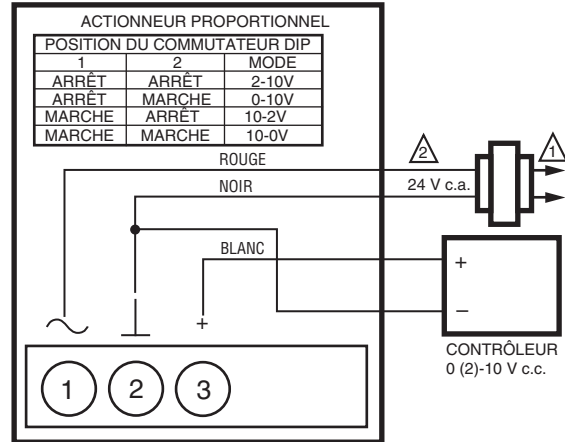 ACTIONNEUR PROPORTIONNEL
POSITION DU COMMUTATEUR DIP
1 2 MODE
ARRÊT ARRÊT 2-10V
ARRÊT MARCHE 0-10V
MARCHE ARRÊT 10-2V
MARCHE MARCHE 10-0V
ROUGE
2
1
NOIR
24 V c.a.
BLANC
+
–
+
1 2 3
CONTRÔLEUR
0 (2)-10 V c.c.